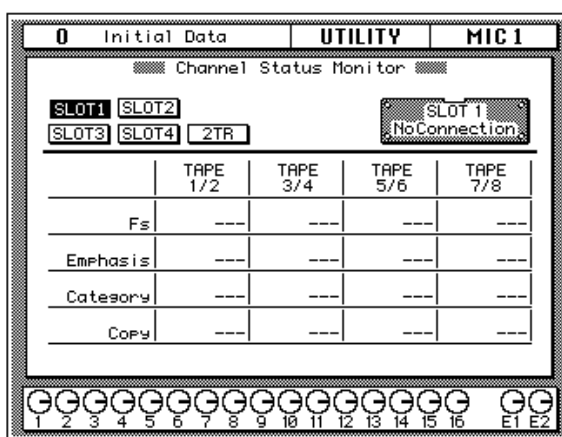 0 Initial Data UTILITY MIC 1
Channel Status Monitor
SLOT1 SLOT2
SLOT3 SLOT4 2TR
SLOT 1
NoConnection
TAPE 1/2 TAPE 3/4 TAPE 5/6 TAPE 7/8
Fs --- --- --- ---
Emphasis --- --- --- ---
Category --- --- --- ---
Copy --- --- --- ---
1 2 3 4 5 6 7 8 9 10 11 12 13 14 15 16 E1 E2